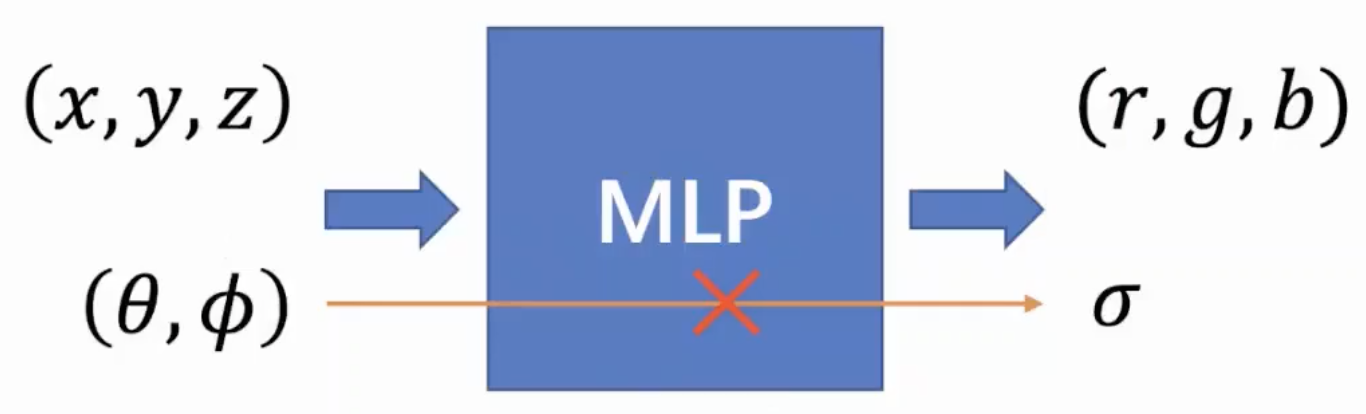 (x, y, z)
(r, g, b)
MLP
(θ, ϕ)
σ